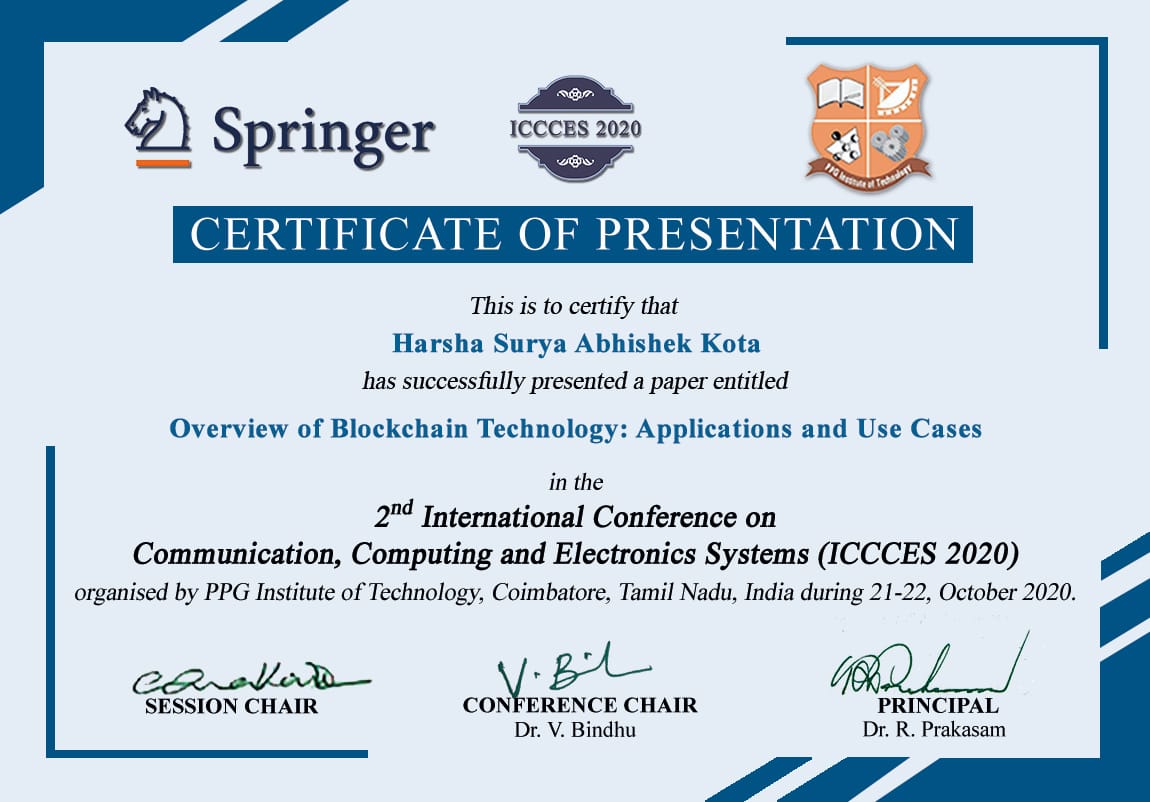 Springer
ICCCES 2020
PPG Institute of Technology
CERTIFICATE OF PRESENTATION
This is to certify that
Harsha Surya Abhishek Kota
has successfully presented a paper entitled
Overview of Blockchain Technology: Applications and Use Cases
in the
2nd International Conference on
Communication, Computing and Electronics Systems (ICCCES 2020)
organised by PPG Institute of Technology, Coimbatore, Tamil Nadu, India during 21-22, October 2020.
V. Bil
SESSION CHAIR
CONFERENCE CHAIR
PRINCIPAL
Dr. V. Bindhu
Dr. R. Prakasam